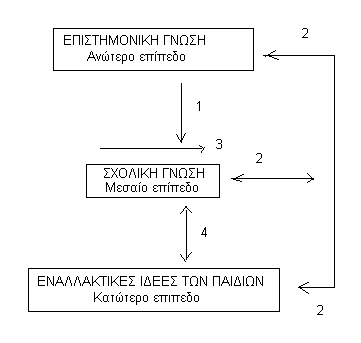 2
ΕΠΙΣΤΗΜΟΝΙΚΗ ΓΝΩΣΗ
Ανώτερο επίπεδο
1
3
ΣΧΟΛΙΚΗ ΓΝΩΣΗ
Μεσαίο επίπεδο
2
4
ΕΝΑΛΛΑΚΤΙΚΕΣ ΙΔΕΕΣ ΤΩΝ ΠΑΙΔΙΩΝ
Κατώτερο επιπεδο
2